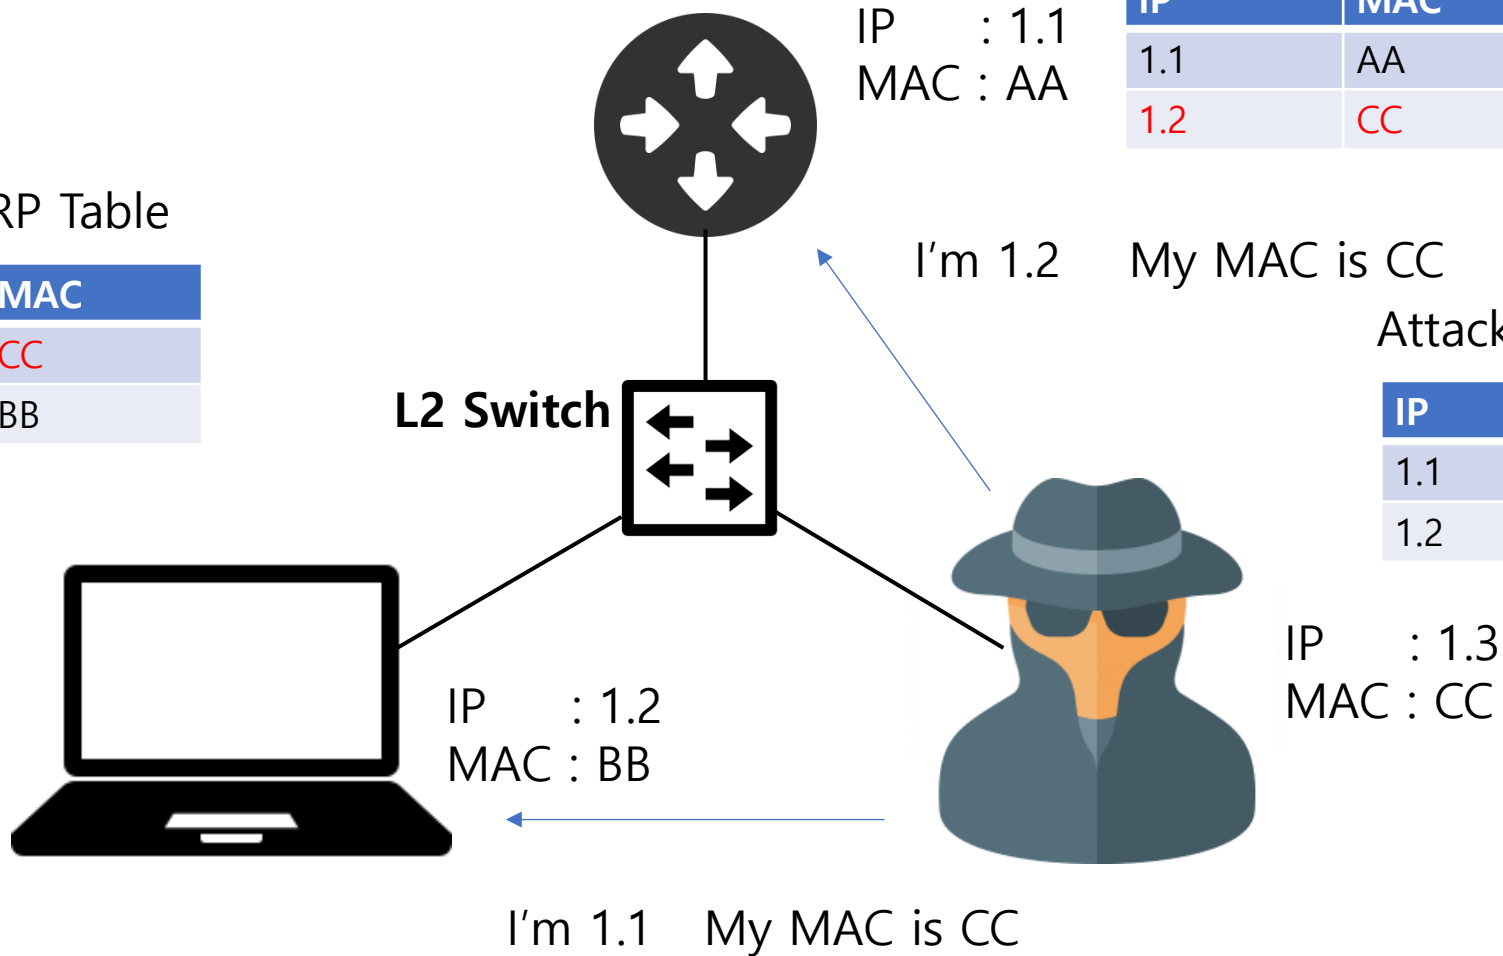 IP : 1.1
MAC : AA
IP MAC
1.1 AA
1.2 CC
RP Table
MAC
CC
BB
I'm 1.2 My MAC is CC
Attack
L2 Switch
IP
1.1
1.2
IP : 1.3
MAC : CC
IP : 1.2
MAC : BB
I'm 1.1 My MAC is CC